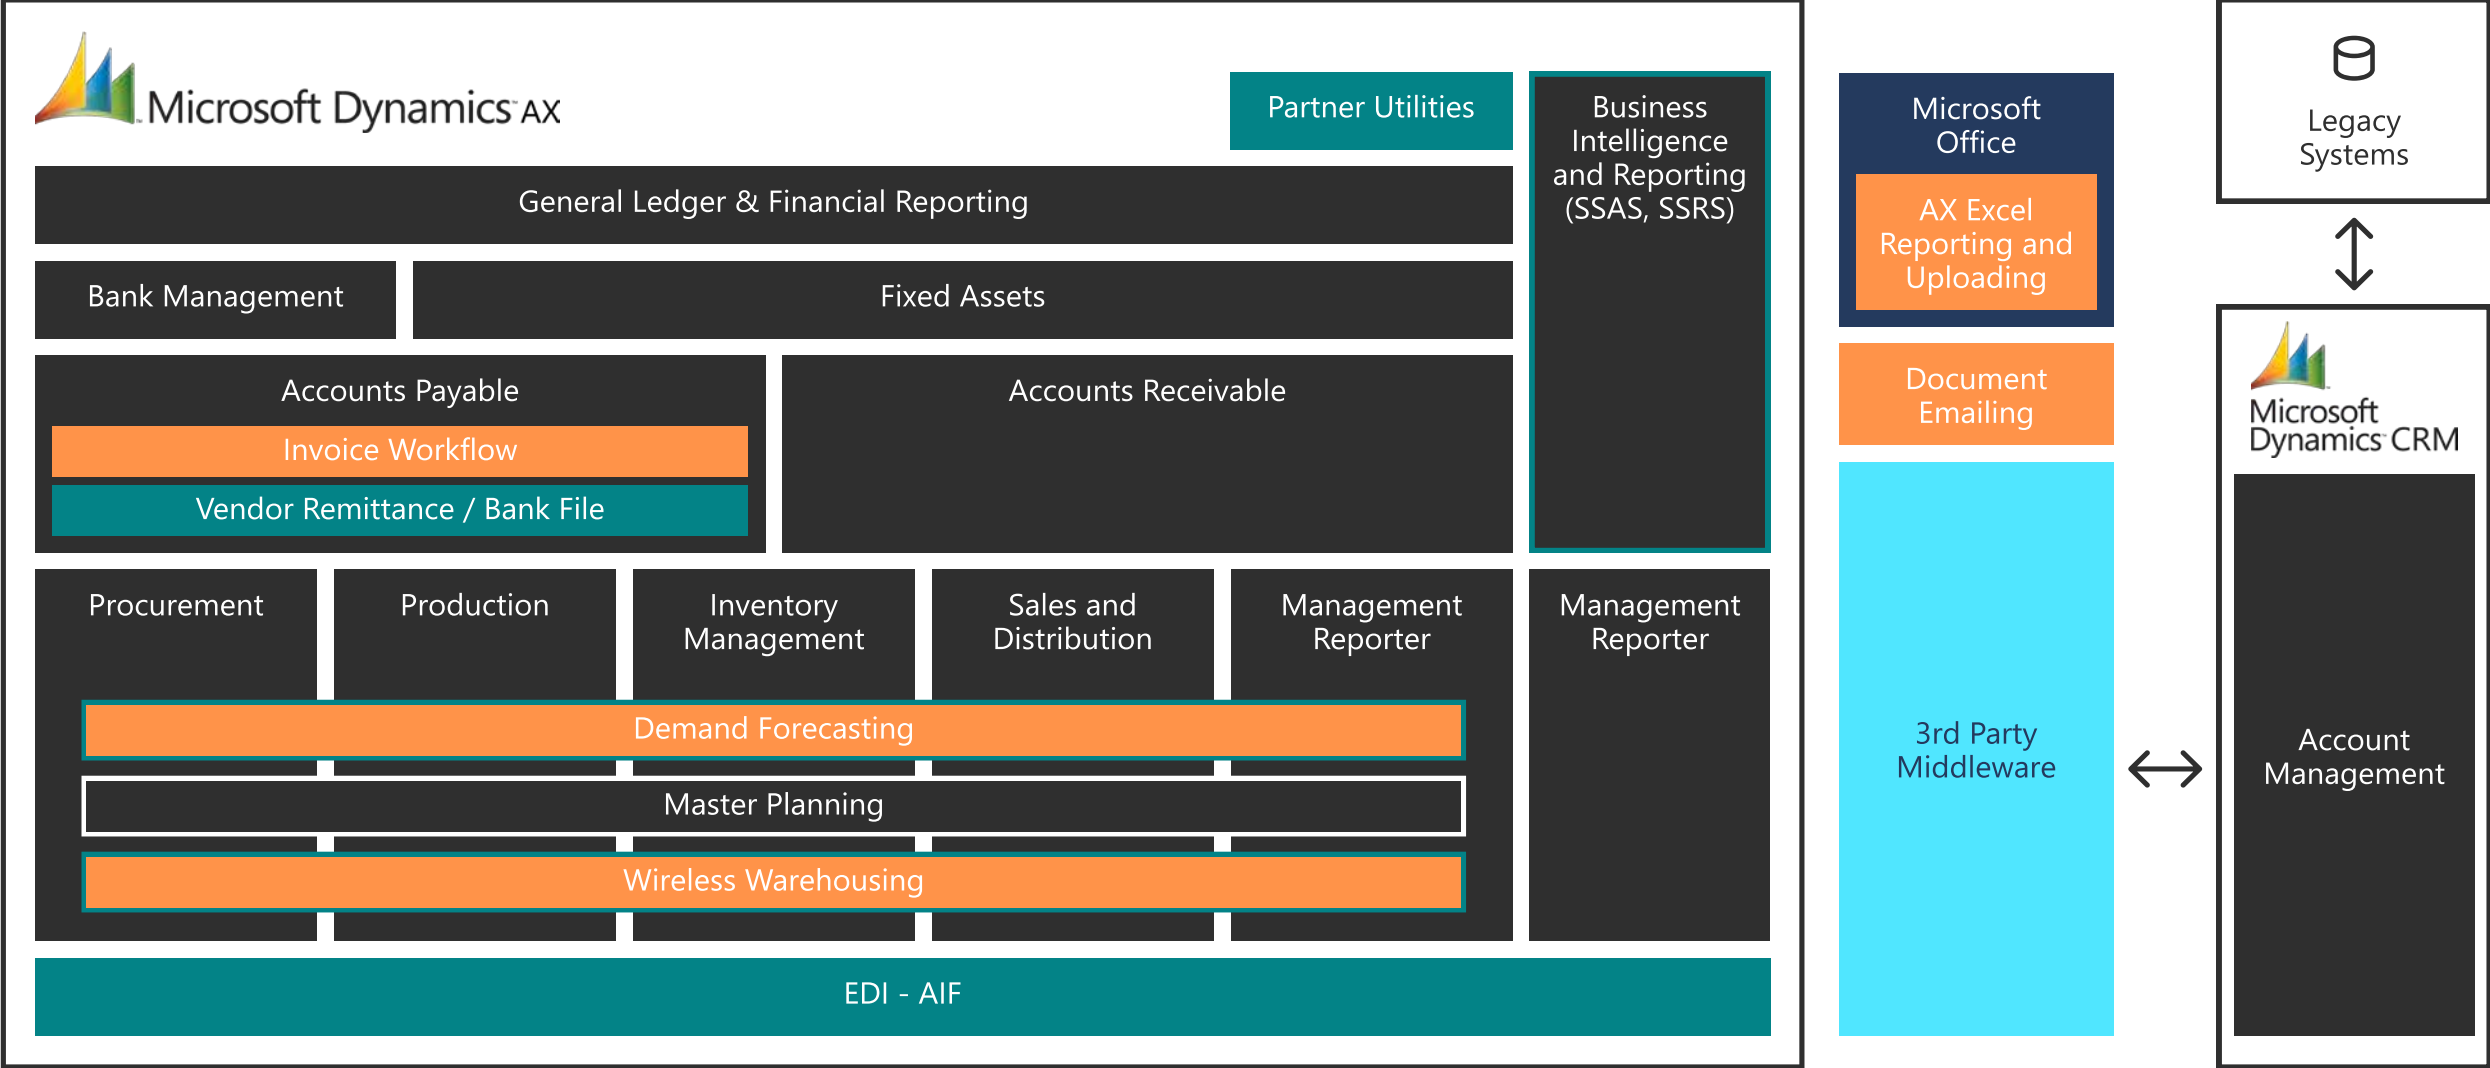 Microsoft Dynamics AX
Partner Utilities
Business
Intelligence
and Reporting
(SSAS, SSRS)
General Ledger & Financial Reporting
Bank Management
Fixed Assets
Accounts Payable
Invoice Workflow
Vendor Remittance / Bank File
Accounts Receivable
Procurement
Production
Inventory
Management
Sales and
Distribution
Management
Reporter
Management
Reporter
Demand Forecasting
Master Planning
Wireless Warehousing
EDI - AIF
Microsoft
Office
AX Excel
Reporting and
Uploading
Document
Emailing
3rd Party
Middleware
Legacy
Systems
Microsoft
Dynamics CRM
Account
Management